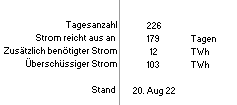 Tagesanzahl 226
Strom reicht aus an 179 Tagen
Zusätzlich benötigter Strom 12 TWh
Überschüssiger Strom 103 TWh
Stand 20. Aug 22